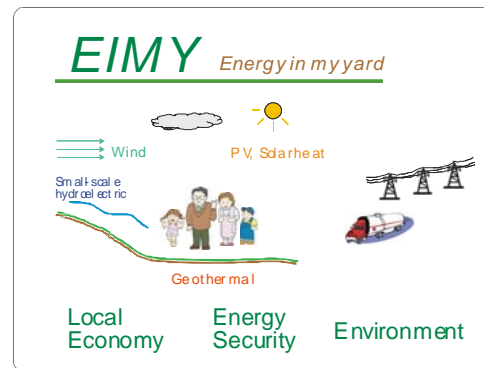 EIMY Energy in my yard
Wind
PV, Solar heat
Small-scale
hydroelectric
Geothermal
Local
Economy
Energy
Security
Environment